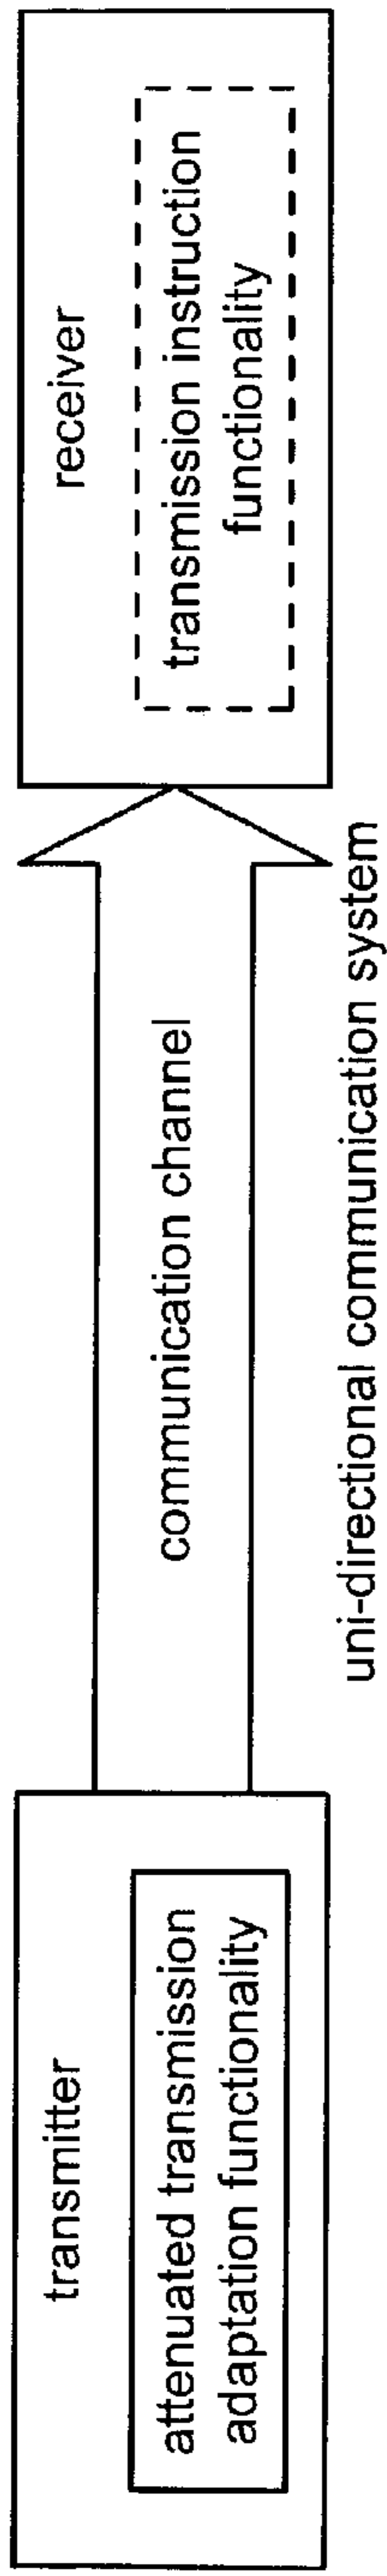 transmitter
attenuated transmission
adaptation functionality
communication channel
receiver
transmission instruction
functionality
uni-directional communication system